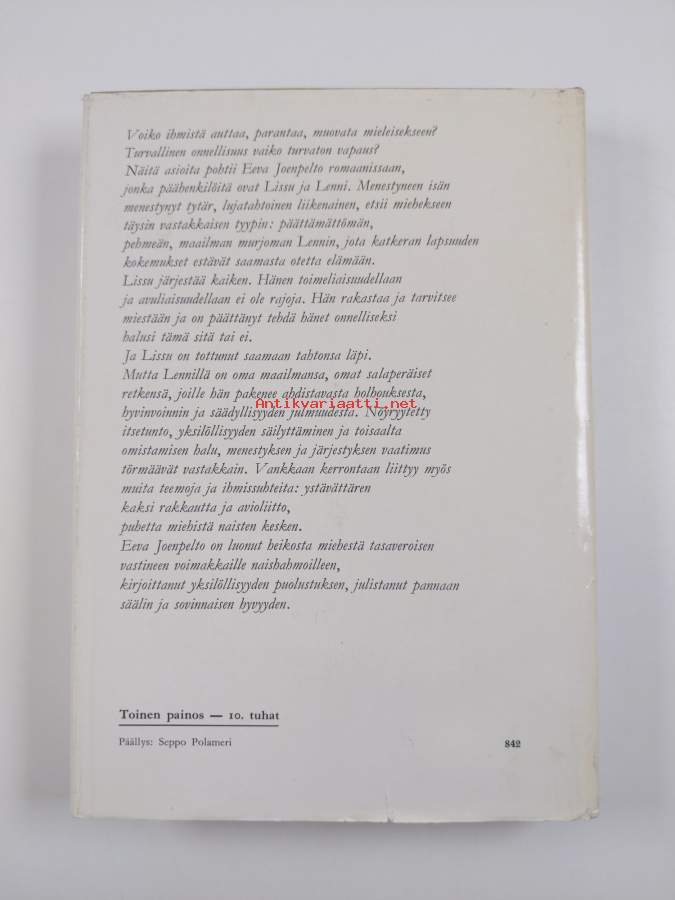 Voiko ihmistä auttaa, parantaa, muovata mieleisekseen?
Turvallinen onnellisuus vaiko turvaton vapaus?
Näitä asioita pohtii Eeva Joenpelto romaanissaan,
jonka päähenkilöitä ovat Lissu ja Lenni. Menestyneen isän
menestynyt tytär, lujatahtoinen liikenainen, etsii miehekseen
täysin vastakkaisen tyypin: päättämättömän,
pehmeän, maailman murjoman Lennin, jota katkeran lapsuuden
kokemukset estävät saamasta otetta elämään.
Lissu järjestää kaiken. Hänen toimeliaisuudellaan
ja avuliaisuudellaan ei ole rajoja. Hän rakastaa ja tarvitsee
miestään ja on päättänyt tehdä hänet onnelliseksi
halusi tämä sitä tai ei.
Ja Lissu on tottunut saamaan tahtonsa läpi.
Mutta Lennillä on oma maailmansa, omat salaperäiset
retkensä, joille hän pakenee ahdistavasta holhouksesta,
Antikvariaatti.net
hyvinvoinnin ja säädyllisyyden julmuudesta. Nöyryytetty
itsetunto, yksilöllisyyden säilyttäminen ja toisaalta
omistamisen halu, menestyksen ja järjestyksen vaatimus
törmäävät vastakkain. Vankkaan kerrontaan liittyy myös
muita teemoja ja ihmissuhteita: ystävättären
kaksi rakkautta ja avioliitto,
puhetta miehistä naisten kesken.
Eeva Joenpelto on luonut heikosta miehestä tasaveroisen
vastineen voimakkaille naishahmoilleen,
kirjoittanut yksilöllisyyden puolustuksen, julistanut pannaan
säälin ja sovinnaisen hyvyyden.
Toinen painos — 10. tuhat
Päällys: Seppo Polameri
842